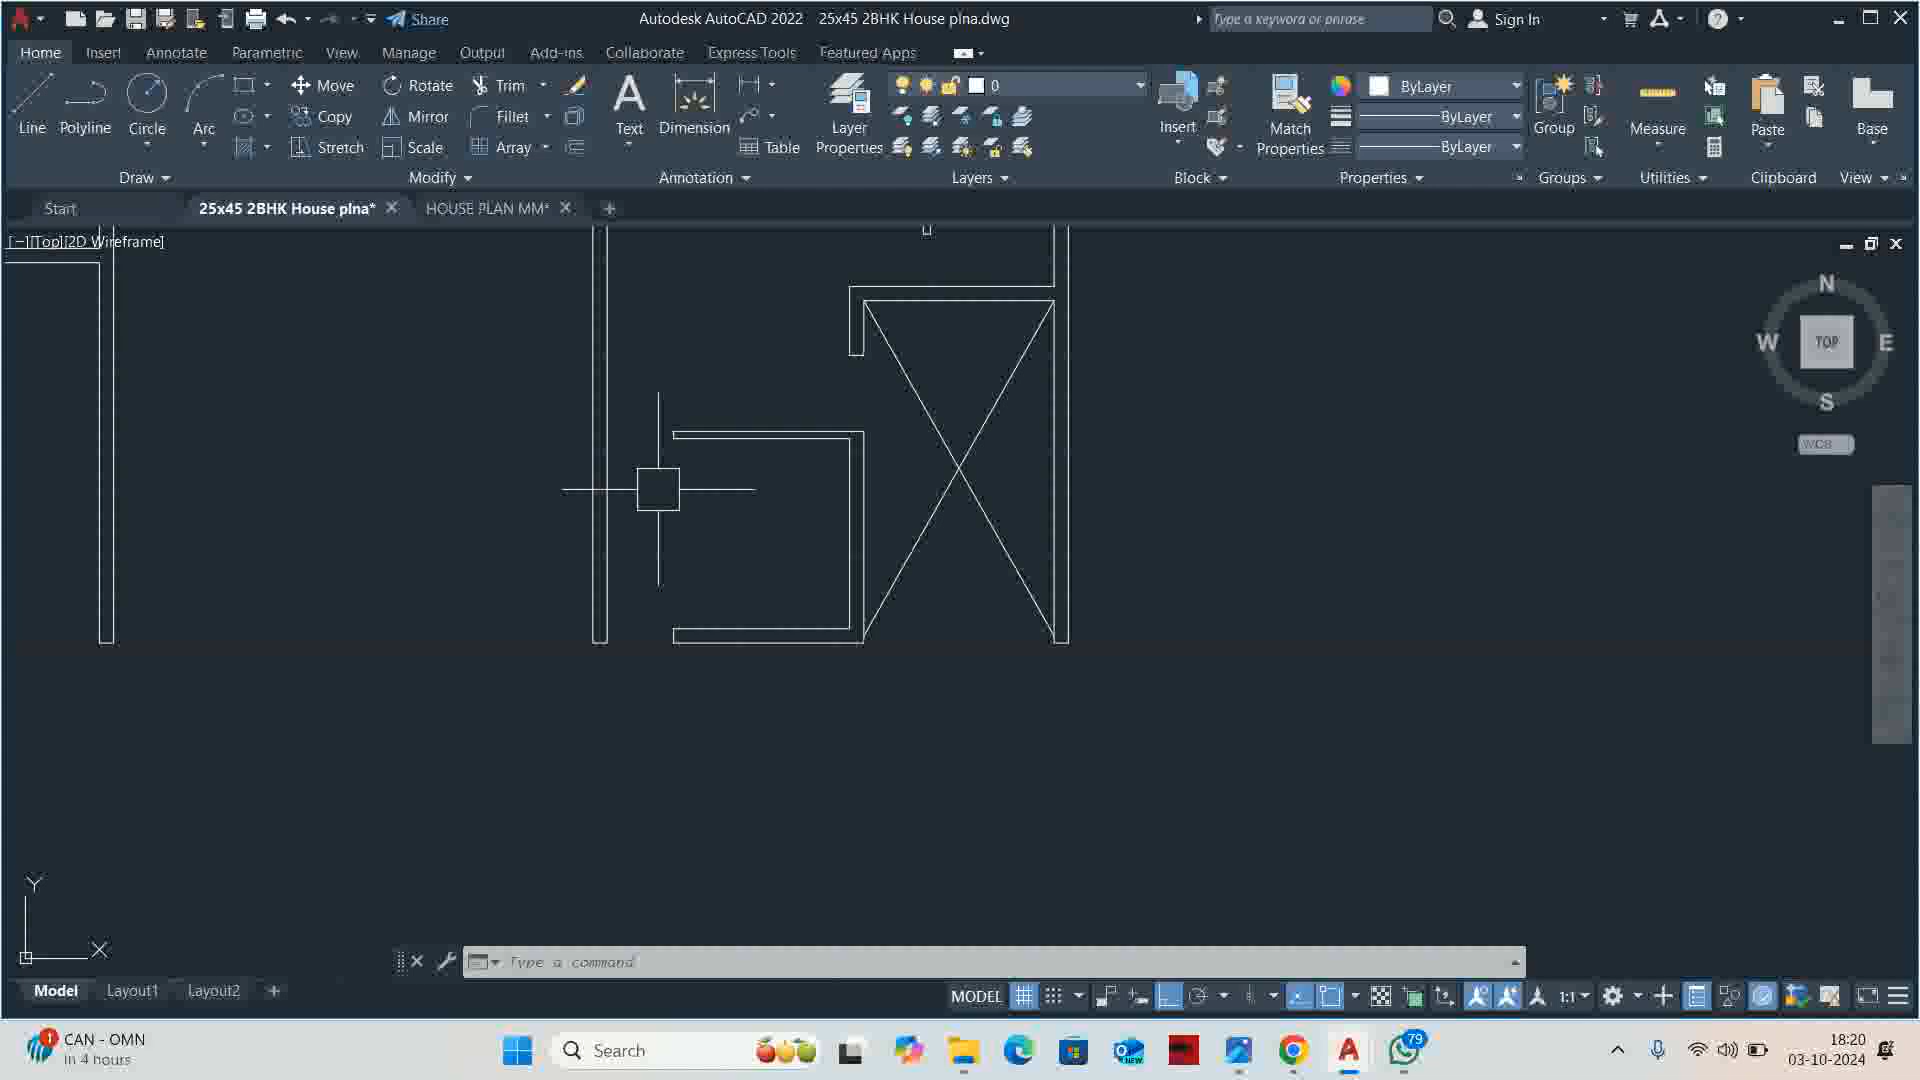 Share
Autodesk AutoCAD 2022 25x45 2BHK House plna.dwg
Type a keyword or phrase
Sign In
Home Insert Annotate Parametric View Manage Output Add-ins Collaborate Express Tools Featured Apps
Line Polyline Circle Arc
Move Rotate Trim
Copy Mirror Fillet
Stretch Scale Array
Text Dimension Table
Layer Properties
0
Insert
Match Properties
ByLayer
ByLayer
ByLayer
Group
Measure
Paste
Base
Draw Modify Annotation Layers Block Properties Groups Utilities Clipboard View
Start 25x45 2BHK House plna* HOUSE PLAN MM*
[−][Top][2D Wireframe]
N
W TOP E
S
WCS
Y
X
Type a command
Model Layout1 Layout2
MODEL
1:1
1
CAN - OMN
In 4 hours
Search
NEW
79
18:20
03-10-2024